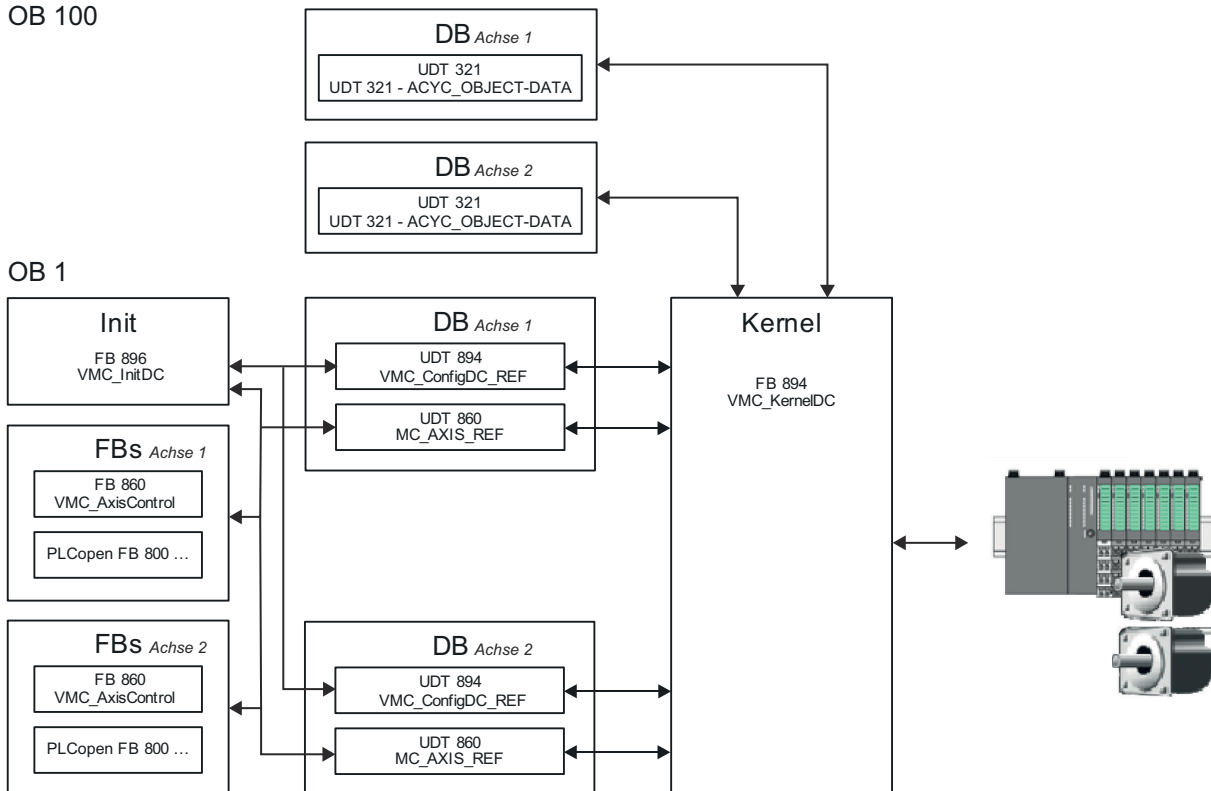 OB 100
DB Achse 1
UDT 321
UDT 321 - ACYC_OBJECT-DATA
DB Achse 2
UDT 321
UDT 321 - ACYC_OBJECT-DATA
OB 1
Init
FB 896
VMC_InitDC
DB Achse 1
UDT 894
VMC_ConfigDC_REF
UDT 860
MC_AXIS_REF
Kernel
FB 894
VMC_KernelDC
FBs Achse 1
FB 860
VMC_AxisControl
PLCopen FB 800 ...
FBs Achse 2
FB 860
VMC_AxisControl
PLCopen FB 800 ...
DB Achse 2
UDT 894
VMC_ConfigDC_REF
UDT 860
MC_AXIS_REF